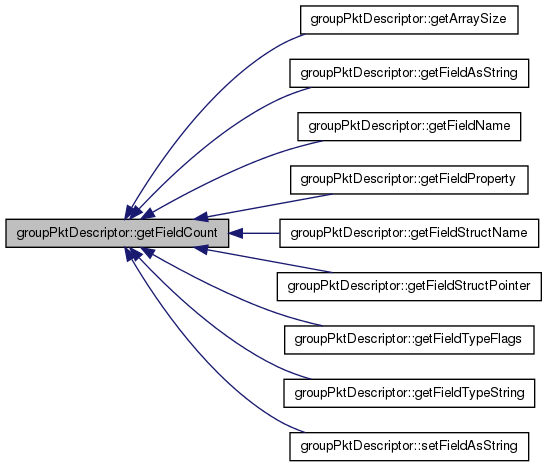 groupPktDescriptor::getArraySize
groupPktDescriptor::getFieldAsString
groupPktDescriptor::getFieldName
groupPktDescriptor::getFieldProperty
groupPktDescriptor::getFieldCount
groupPktDescriptor::getFieldStructName
groupPktDescriptor::getFieldStructPointer
groupPktDescriptor::getFieldTypeFlags
groupPktDescriptor::getFieldTypeString
groupPktDescriptor::setFieldAsString